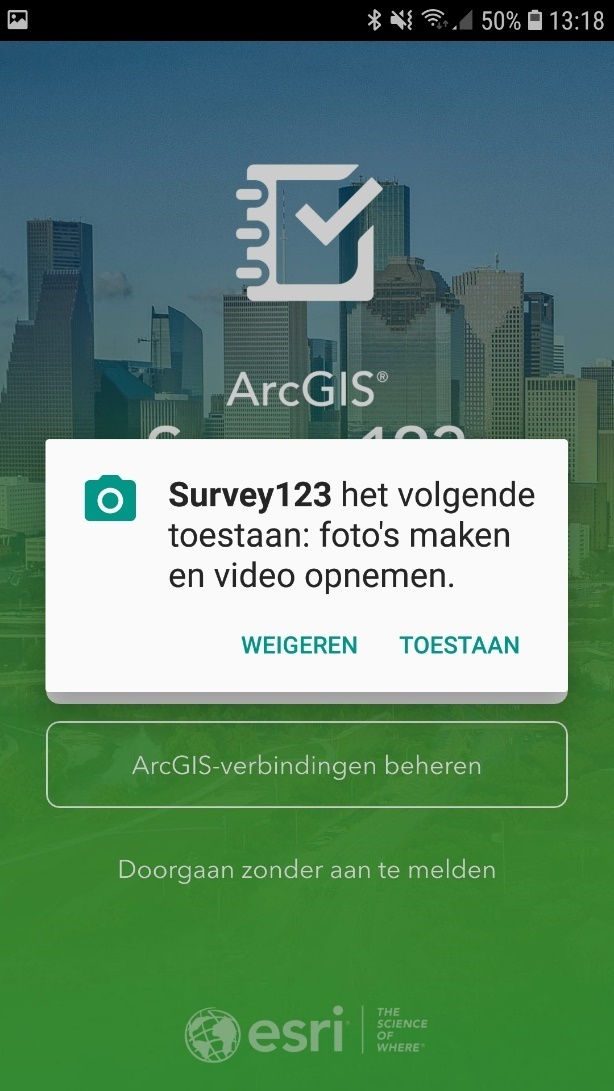 50% 13:18
ArcGIS®
Survey123 het volgende
toestaan: foto's maken
en video opnemen.
WEIGEREN TOESTAAN
ArcGIS-verbindingen beheren
Doorgaan zonder aan te melden
esri
THE
SCIENCE
OF
WHERE®